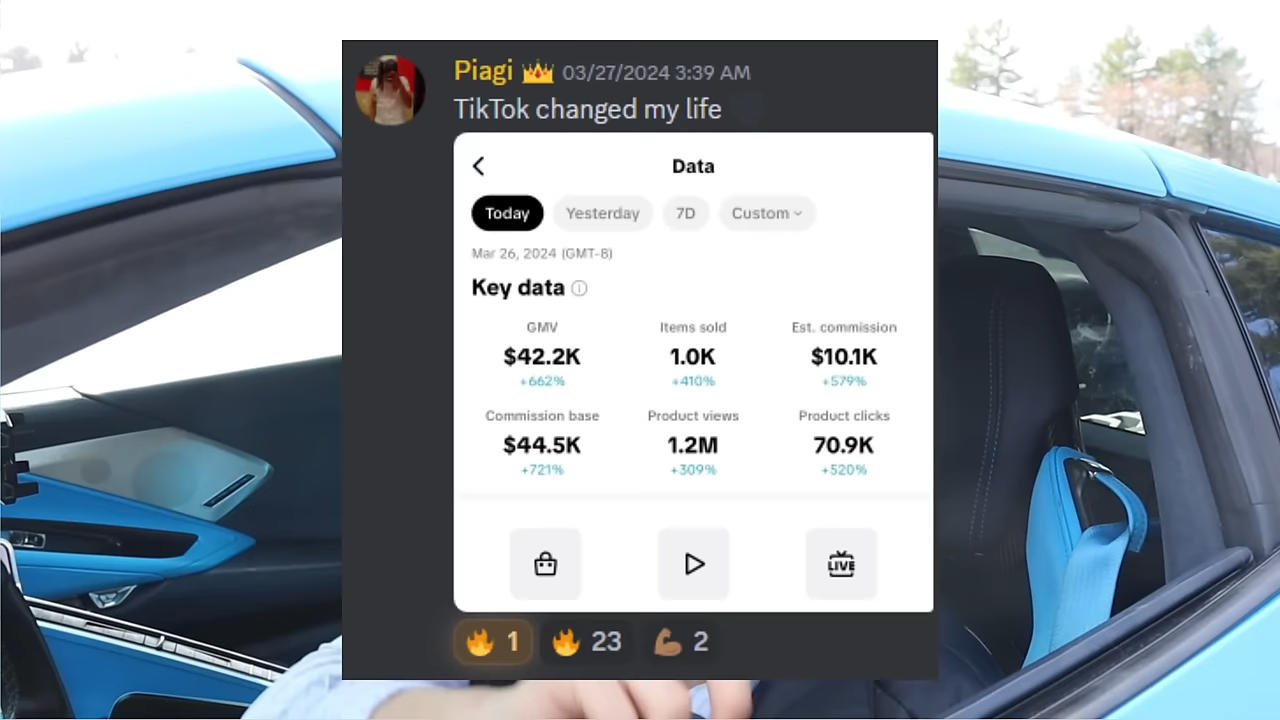 Piagi 03/27/2024 3:39 AM
TikTok changed my life
Data
Today Yesterday 7D Custom
Mar 26, 2024 (GMT-8)
Key data
GMV Items sold Est. commission
$42.2K 1.0K $10.1K
+662% +410% +579%
Commission base Product views Product clicks
$44.5K 1.2M 70.9K
+721% +309% +520%
LIVE
1 23 2